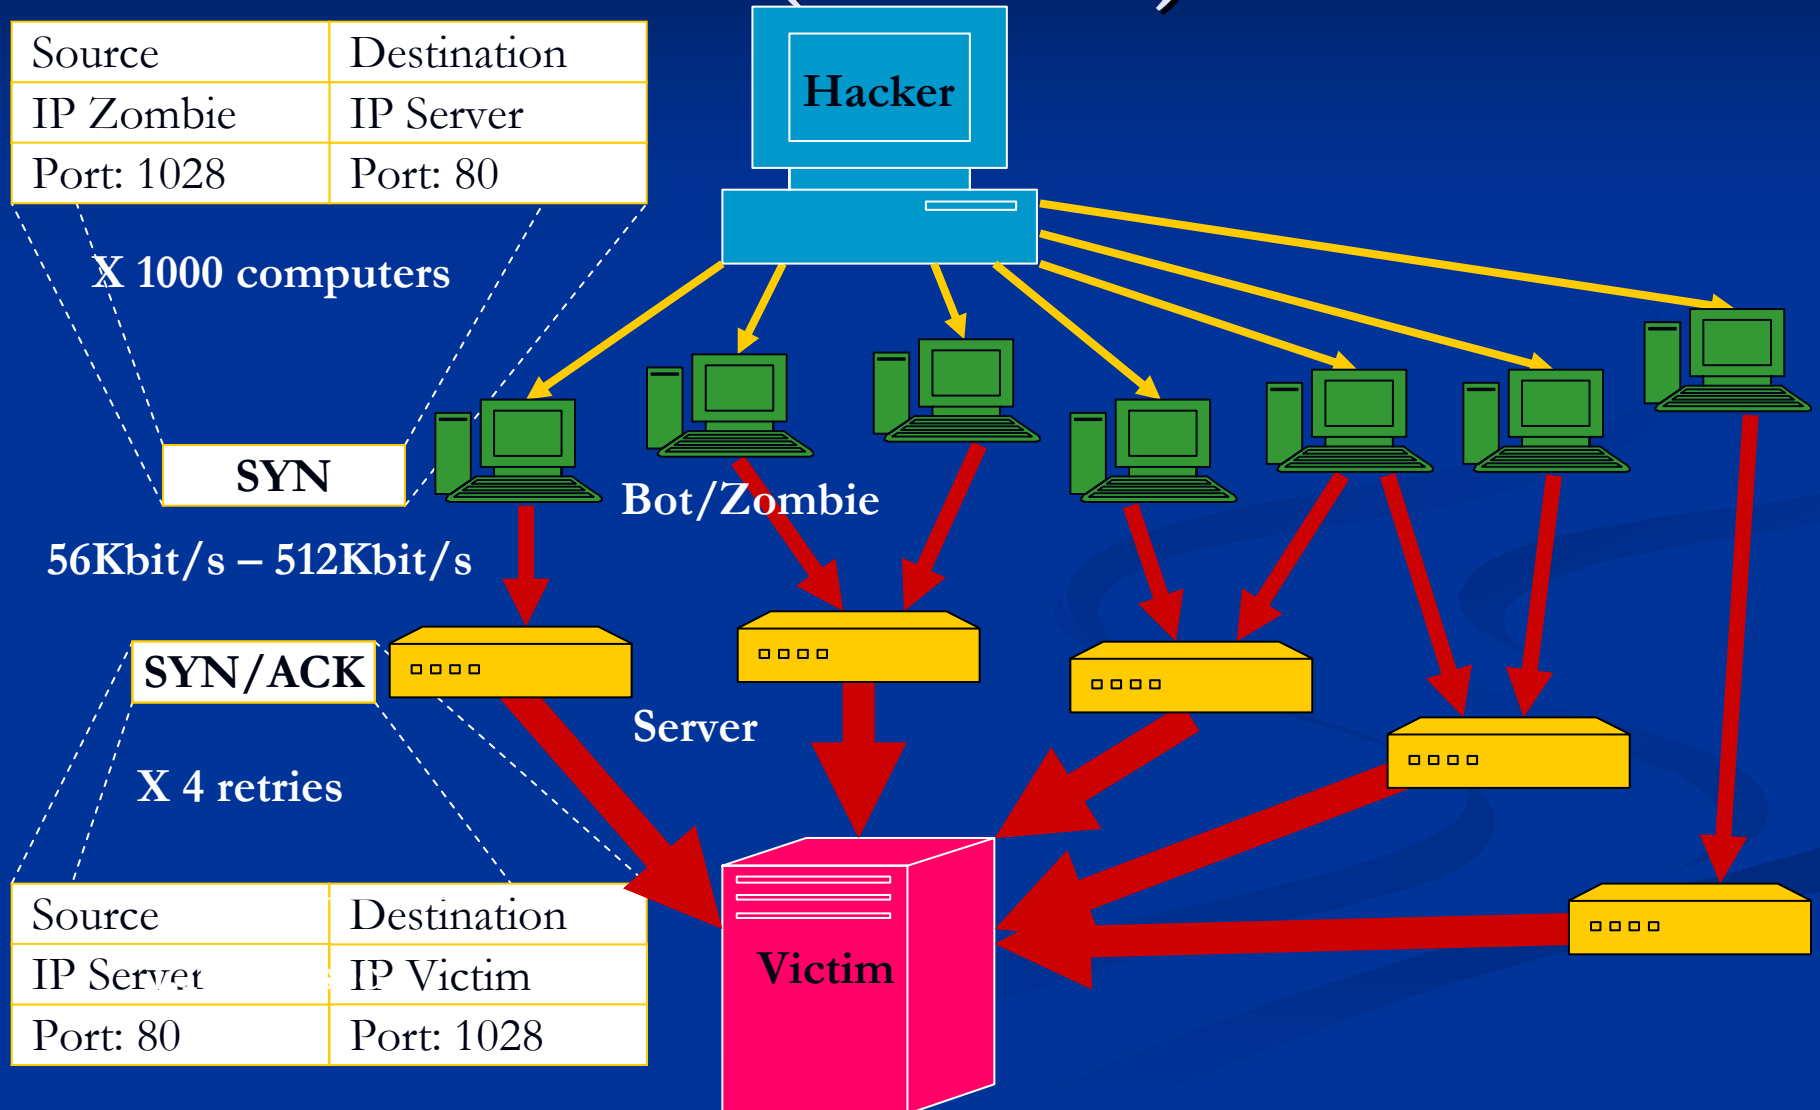 Source Destination
IP Zombie IP Server
Port: 1028 Port: 80
Hacker
X 1000 computers
SYN
Bot/Zombie
56Kbit/s – 512Kbit/s
SYN/ACK
Server
X 4 retries
Source Destination
IP Server IP Victim
Port: 80 Port: 1028
Victim